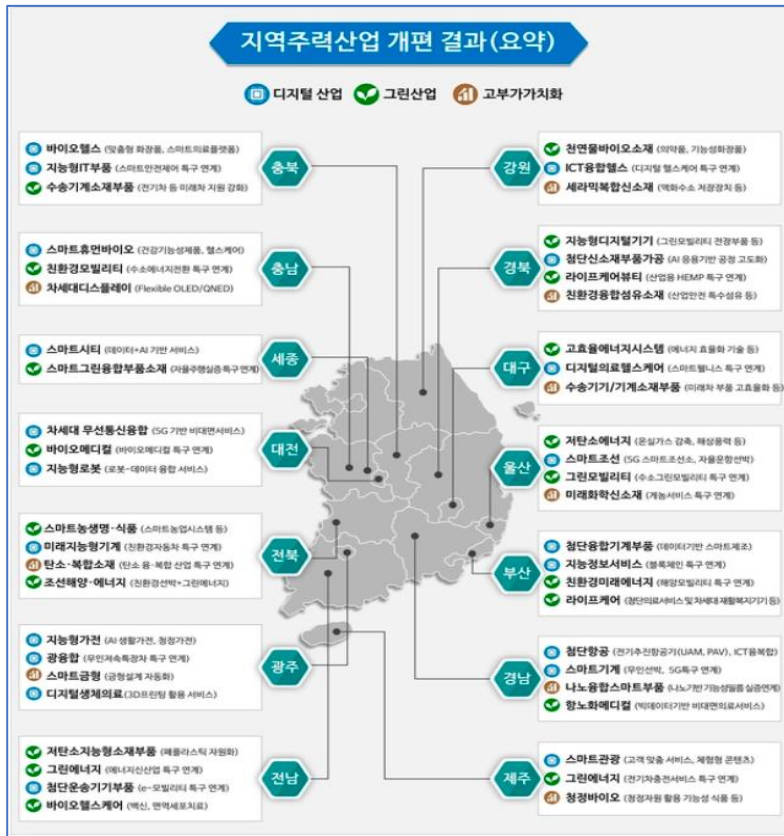 지역주력산업 개편 결과(요약)
디지털 산업 그린산업 고부가가치화
바이오헬스 (맞춤형 화장품, 스마트의료플랫폼)
지능형IT부품 (스마트안전제어 특구 연계)
수송기계소재부품 (전기차 등 미래차 지원 강화)
충북
스마트휴먼바이오 (건강기능성제품, 헬스케어)
친환경모빌리티 (수소에너지전환 특구 연계)
차세대디스플레이 (Flexible OLED/QNED)
충남
스마트시티 (데이터+AI 기반 서비스)
스마트그린융합부품소재 (자율주행실증 특구 연계)
세종
차세대 무선통신융합 (5G 기반 비대면서비스)
바이오메디컬 (바이오메디컬 특구 연계)
지능형로봇 (로봇-데이터 융합 서비스)
대전
스마트농생명·식품 (스마트농업시스템 등)
미래지능형기계 (친환경자동차 특구 연계)
탄소·복합소재 (탄소 융·복합 산업 특구 연계)
조선해양·에너지 (친환경선박+그린에너지)
전북
지능형가전 (AI 생활가전, 청정가전)
광융합 (무인저속특장차 특구 연계)
스마트금형 (금형설계 자동화)
디지털생체의료 (3D프린팅 활용 서비스)
광주
저탄소지능형소재부품 (폐플라스틱 자원화)
그린에너지 (에너지신산업 특구 연계)
첨단운송기기부품 (e-모빌리티 특구 연계)
바이오헬스케어 (백신, 면역세포치료)
전남
강원
천연물바이오소재 (의약품, 기능성화장품)
ICT융합헬스 (디지털 헬스케어 특구 연계)
세라믹복합신소재 (액화수소 저장장치 등)
경북
지능형디지털기기 (그린모빌리티 전장부품 등)
첨단신소재부품가공 (AI 응용기반 공정 고도화)
라이프케어뷰티 (산업용 HEMP 특구 연계)
친환경융합섬유소재 (산업안전 특수섬유 등)
대구
고효율에너지시스템 (에너지 효율화 기술 등)
디지털의료헬스케어 (스마트웰니스 특구 연계)
수송기기/기계소재부품 (미래차 부품 고효율화 등)
울산
저탄소에너지 (온실가스 감축, 해상풍력 등)
스마트조선 (5G 스마트조선소, 자율운항선박)
그린모빌리티 (수소그린모빌리티 특구 연계)
미래화학신소재 (게놈서비스 특구 연계)
부산
첨단융합기계부품 (데이터기반 스마트제조)
지능정보서비스 (블록체인 특구 연계)
친환경미래에너지 (해양모빌리티 특구 연계)
라이프케어 (첨단의료서비스 및 차세대 재활복지기기 등)
경남
첨단항공 (전기추진항공기(UAM, PAV), ICT융복합)
스마트기계 (무인선박, 5G특구 연계)
나노융합스마트부품 (나노기반 기능성필름 실증연계)
항노화메디컬 (빅데이터기반 비대면의료서비스)
제주
스마트관광 (고객 맞춤 서비스, 체험형 콘텐츠)
그린에너지 (전기차충전서비스 특구 연계)
청정바이오 (청정자원 활용 기능성 식품 등)